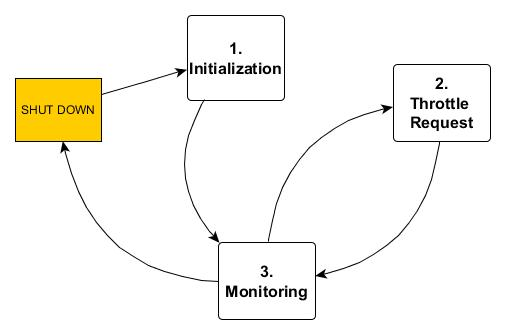 1.
Initialization
SHUT DOWN
2.
Throttle
Request
3.
Monitoring